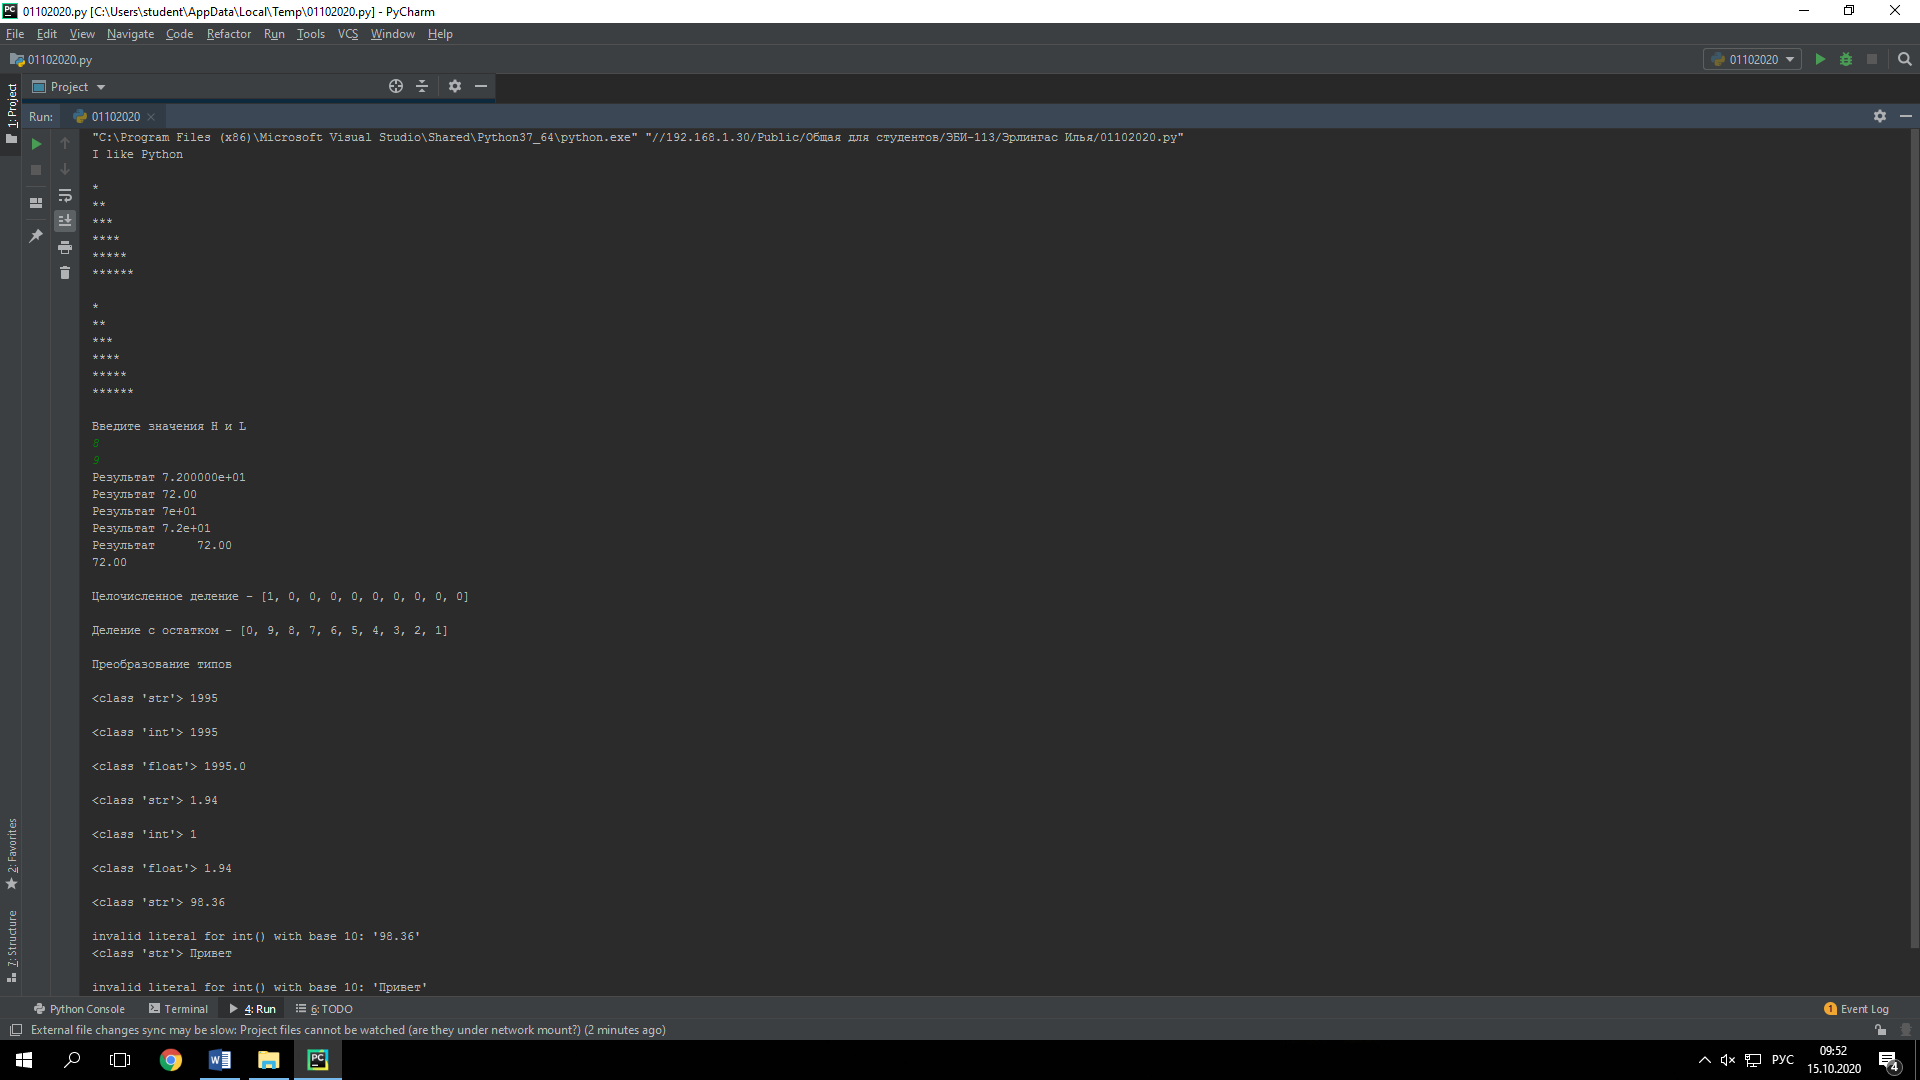 01102020.py [C:\Users\student\AppData\Local\Temp\01102020.py] - PyCharm
File Edit View Navigate Code Refactor Run Tools VCS Window Help
01102020.py
01102020
Project
1: Project
Run: 01102020
"C:\Program Files (x86)\Microsoft Visual Studio\Shared\Python37_64\python.exe" "//192.168.1.30/Public/Общая для студентов/ЭБИ-113/Эрлингас Илья/01102020.py"
I like Python
*
**
***
****
*****
******
*
**
***
****
*****
******
Введите значения H и L
8
9
Результат 7.200000e+01
Результат 72.00
Результат 7e+01
Результат 7.2e+01
Результат      72.00
72.00
Целочисленное деление - [1, 0, 0, 0, 0, 0, 0, 0, 0, 0]
Деление с остатком - [0, 9, 8, 7, 6, 5, 4, 3, 2, 1]
Преобразование типов
<class 'str'> 1995
<class 'int'> 1995
<class 'float'> 1995.0
<class 'str'> 1.94
<class 'int'> 1
<class 'float'> 1.94
<class 'str'> 98.36
invalid literal for int() with base 10: '98.36'
<class 'str'> Привет
invalid literal for int() with base 10: 'Привет'
2: Favorites
7: Structure
Python Console Terminal 4: Run 6: TODO
1 Event Log
External file changes sync may be slow: Project files cannot be watched (are they under network mount?) (2 minutes ago)
РУС
09:52
15.10.2020
4